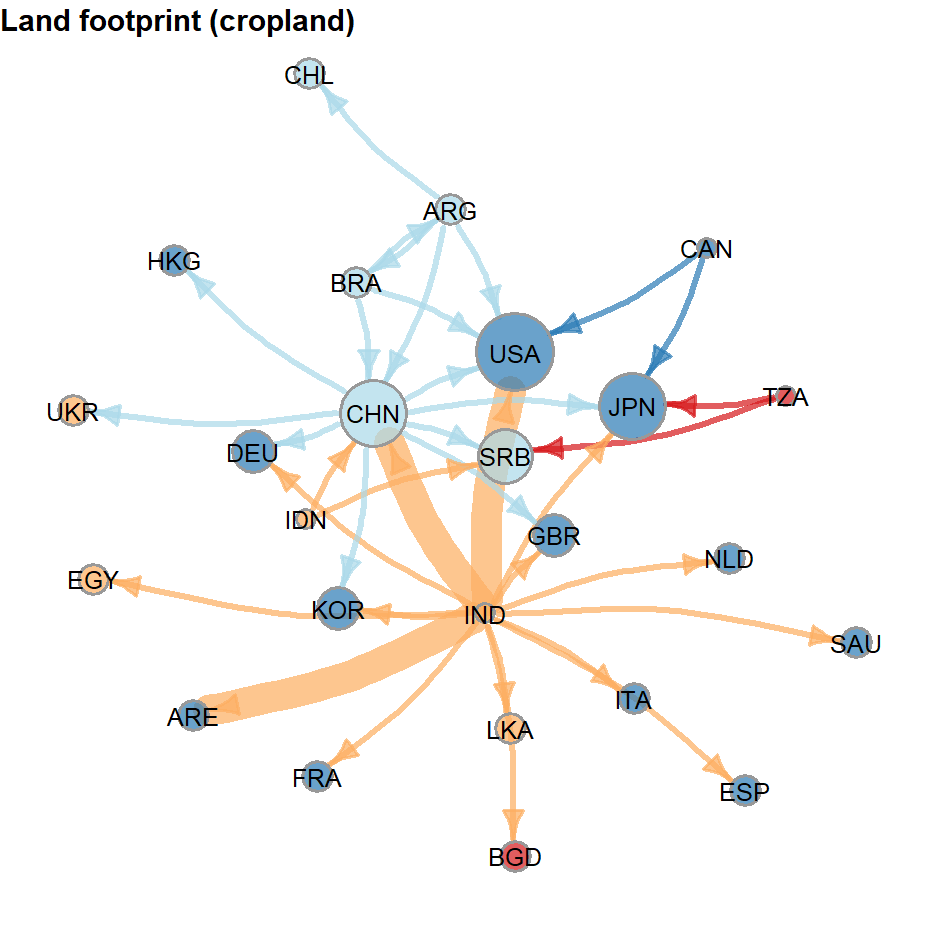 Land footprint (cropland)
CHL
ARG
CAN
HKG
BRA
USA
TZA
UKR
CHN
JPN
DEU
SRB
IDN
GBR
NLD
EGY
KOR
IND
SAU
ITA
ARE
LKA
FRA
ESP
BGD